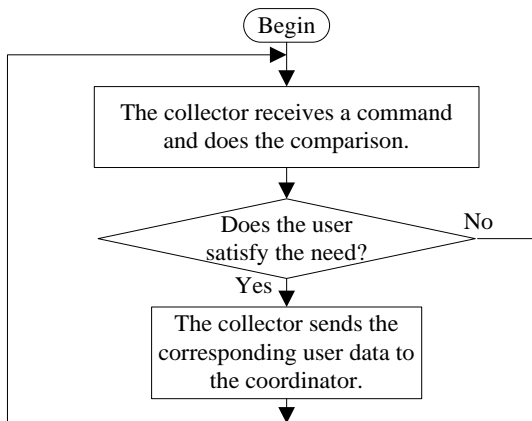 Begin
The collector receives a command
and does the comparison.
Does the user
satisfy the need?
No
Yes
The collector sends the
corresponding user data to
the coordinator.